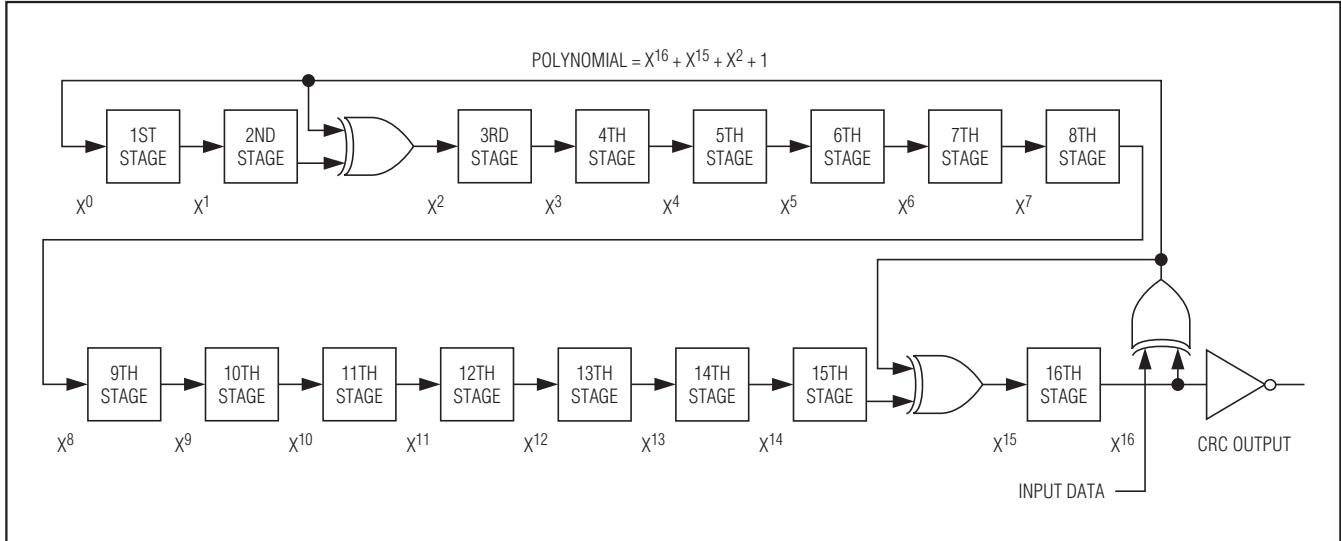 POLYNOMIAL = X16 + X15 + X2 + 1
1ST STAGE
2ND STAGE
3RD STAGE
4TH STAGE
5TH STAGE
6TH STAGE
7TH STAGE
8TH STAGE
X0 X1 X2 X3 X4 X5 X6 X7
9TH STAGE
10TH STAGE
11TH STAGE
12TH STAGE
13TH STAGE
14TH STAGE
15TH STAGE
16TH STAGE
X8 X9 X10 X11 X12 X13 X14 X15 X16 CRC OUTPUT
INPUT DATA